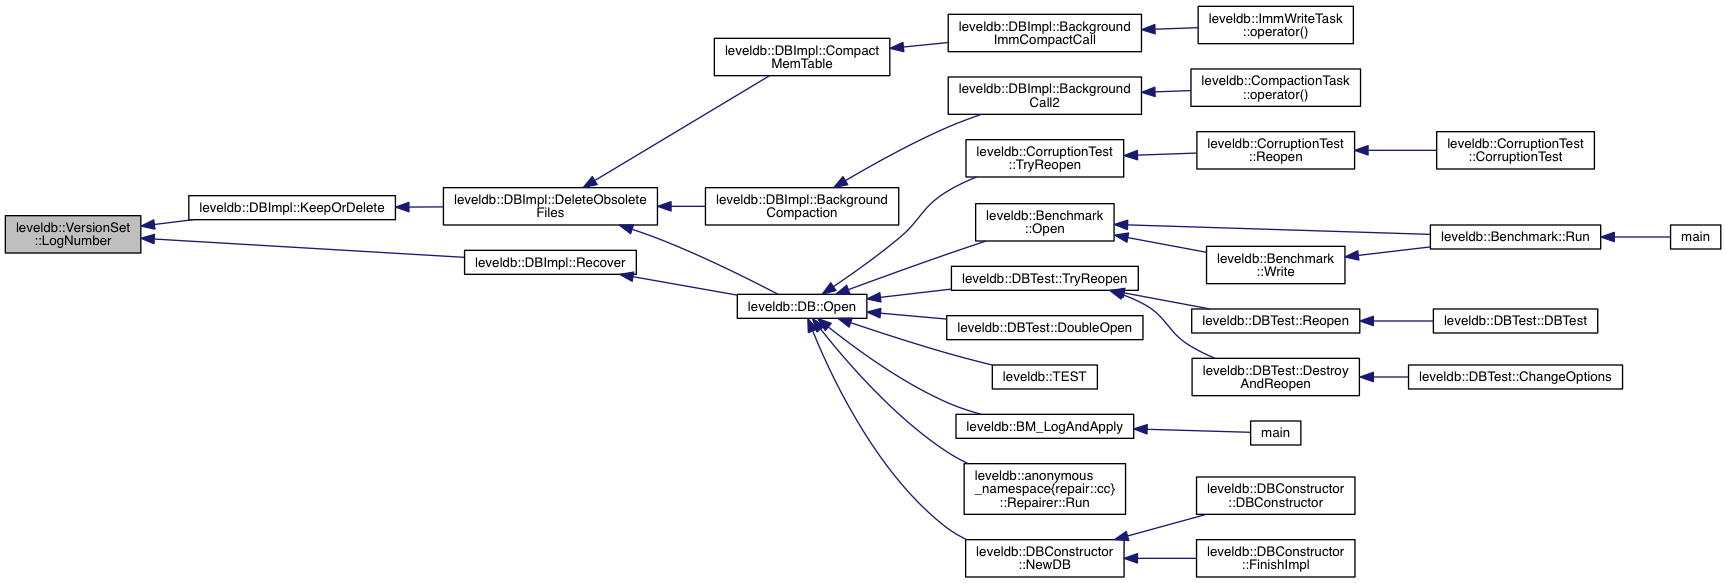 leveldb::VersionSet
::LogNumber
leveldb::DBImpl::KeepOrDelete
leveldb::DBImpl::Recover
leveldb::DBImpl::DeleteObsolete
Files
leveldb::DBImpl::Compact
MemTable
leveldb::DBImpl::Background
Compaction
leveldb::DB::Open
leveldb::DBImpl::Background
ImmCompactCall
leveldb::DBImpl::Background
Call2
leveldb::CorruptionTest
::TryReopen
leveldb::Benchmark
::Open
leveldb::DBTest::TryReopen
leveldb::DBTest::DoubleOpen
leveldb::TEST
leveldb::BM_LogAndApply
leveldb::anonymous
_namespace{repair::cc}
::Repairer::Run
leveldb::DBConstructor
::NewDB
leveldb::ImmWriteTask
::operator()
leveldb::CompactionTask
::operator()
leveldb::CorruptionTest
::Reopen
leveldb::Benchmark
::Write
leveldb::DBTest::Reopen
leveldb::DBTest::Destroy
AndReopen
main
leveldb::DBConstructor
::DBConstructor
leveldb::DBConstructor
::FinishImpl
leveldb::CorruptionTest
::CorruptionTest
leveldb::Benchmark::Run
leveldb::DBTest::DBTest
leveldb::DBTest::ChangeOptions
main